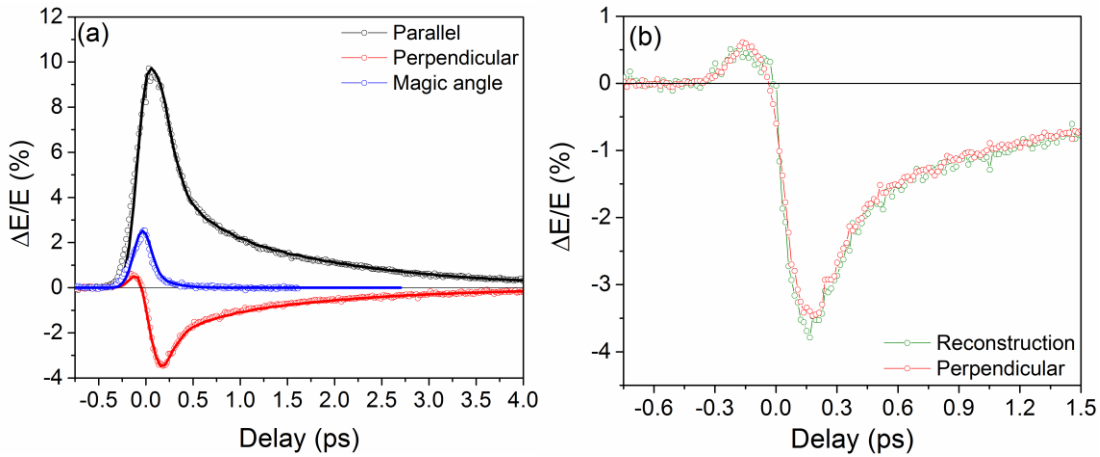 (a)
Parallel
Perpendicular
Magic angle
12
10
8
6
4
2
0
-2
-4
ΔE/E (%)
-0.5 0.0 0.5 1.0 1.5 2.0 2.5 3.0 3.5 4.0
Delay (ps)
(b)
1
0
-1
-2
-3
-4
ΔE/E (%)
Reconstruction
Perpendicular
-0.6 -0.3 0.0 0.3 0.6 0.9 1.2 1.5
Delay (ps)